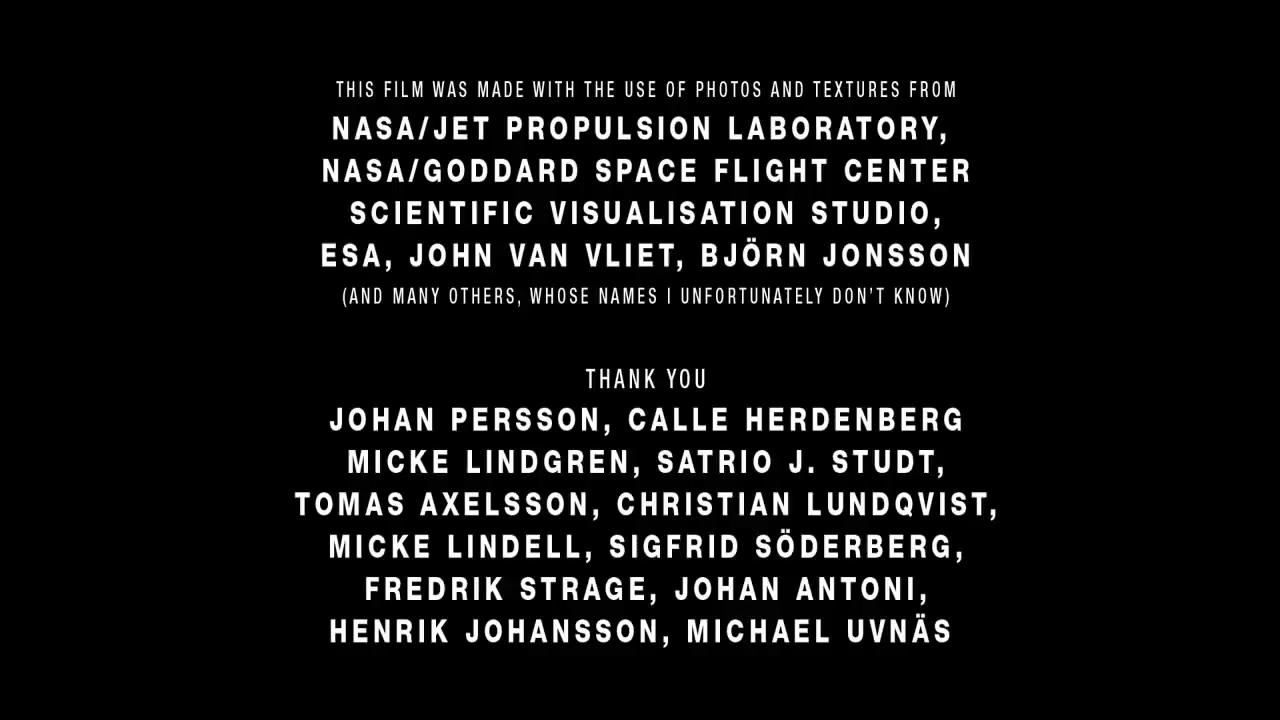 THIS FILM WAS MADE WITH THE USE OF PHOTOS AND TEXTURES FROM
NASA/JET PROPULSION LABORATORY,
NASA/GODDARD SPACE FLIGHT CENTER
SCIENTIFIC VISUALISATION STUDIO,
ESA, JOHN VAN VLIET, BJÖRN JONSSON
(AND MANY OTHERS, WHOSE NAMES I UNFORTUNATELY DON'T KNOW)
THANK YOU
JOHAN PERSSON, CALLE HERDENBERG
MICKE LINDGREN, SATRIO J. STUDT,
TOMAS AXELSSON, CHRISTIAN LUNDQVIST,
MICKE LINDELL, SIGFRID SÖDERBERG,
FREDRIK STRAGE, JOHAN ANTONI,
HENRIK JOHANSSON, MICHAEL UVNÄS